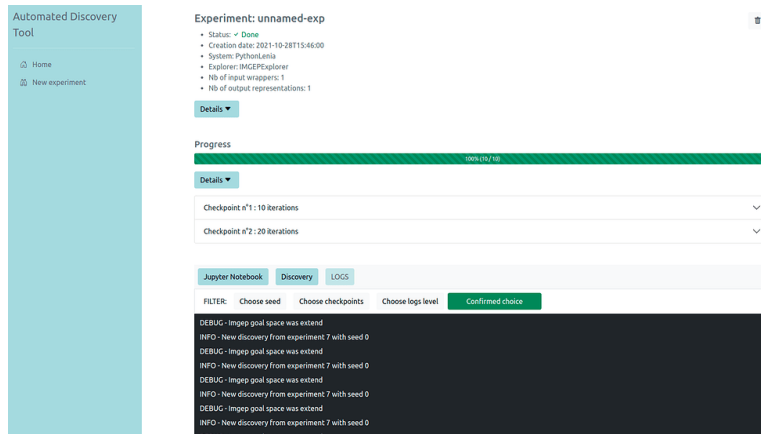 Automated Discovery
Tool
Home
New experiment
Experiment: unnamed-exp
Status: ✓ Done
Creation date: 2021-10-28T15:46:00
System: PythonLenia
Explorer: IMGEPExplorer
Nb of input wrappers: 1
Nb of output representations: 1
Details
Progress
100% (10 / 10)
Details
Checkpoint n°1 : 10 iterations
Checkpoint n°2 : 20 iterations
Jupyter Notebook Discovery LOGS
FILTER: Choose seed Choose checkpoints Choose logs level Confirmed choice
DEBUG - Imgep goal space was extend
INFO - New discovery from experiment 7 with seed 0
DEBUG - Imgep goal space was extend
INFO - New discovery from experiment 7 with seed 0
DEBUG - Imgep goal space was extend
INFO - New discovery from experiment 7 with seed 0
DEBUG - Imgep goal space was extend
INFO - New discovery from experiment 7 with seed 0